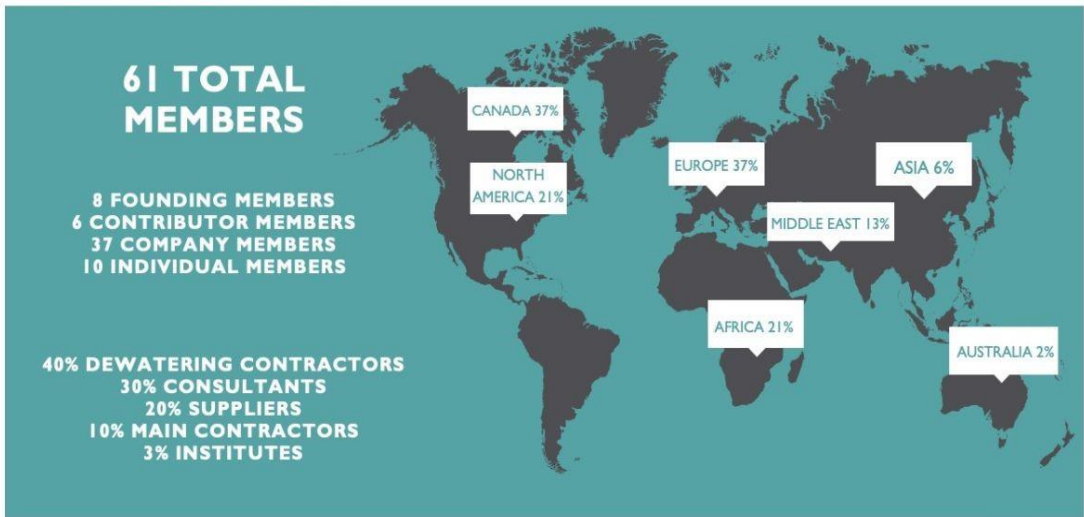 61 TOTAL
MEMBERS
8 FOUNDING MEMBERS
6 CONTRIBUTOR MEMBERS
37 COMPANY MEMBERS
10 INDIVIDUAL MEMBERS
40% DEWATERING CONTRACTORS
30% CONSULTANTS
20% SUPPLIERS
10% MAIN CONTRACTORS
3% INSTITUTES
CANADA 37%
NORTH
AMERICA 21%
EUROPE 37%
ASIA 6%
MIDDLE EAST 13%
AFRICA 21%
AUSTRALIA 2%